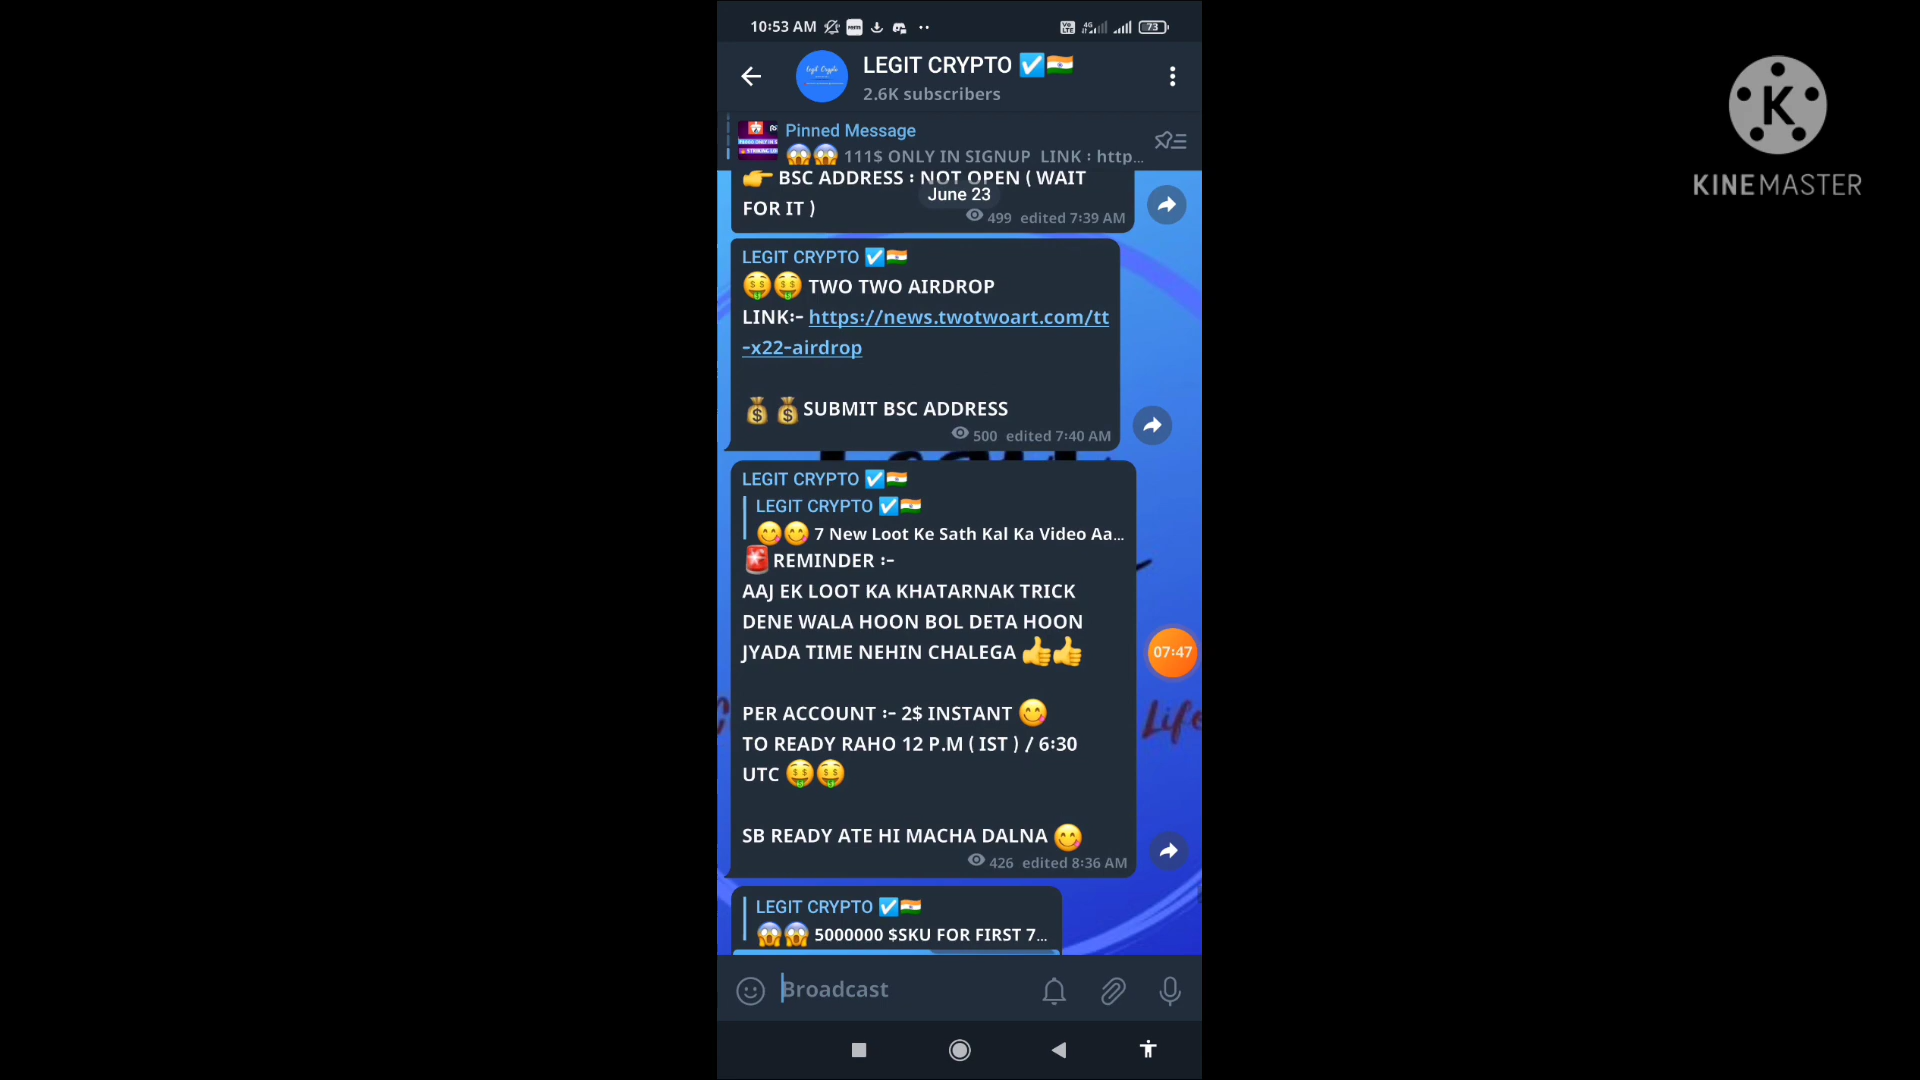 10:53 AM
73
LEGIT CRYPTO ☑️🇮🇳
2.6K subscribers
Pinned Message
😱😱 111$ ONLY IN SIGNUP LINK : http...
👉 BSC ADDRESS : NOT OPEN ( WAIT
FOR IT )
June 23
499 edited 7:39 AM
LEGIT CRYPTO ☑️🇮🇳
🤑🤑 TWO TWO AIRDROP
LINK:- https://news.twotwoart.com/tt
-x22-airdrop
💰💰SUBMIT BSC ADDRESS
500 edited 7:40 AM
LEGIT CRYPTO ☑️🇮🇳
LEGIT CRYPTO ☑️🇮🇳
😋😋 7 New Loot Ke Sath Kal Ka Video Aa...
🚨REMINDER :-
AAJ EK LOOT KA KHATARNAK TRICK
DENE WALA HOON BOL DETA HOON
JYADA TIME NEHIN CHALEGA 👍👍
07:47
PER ACCOUNT :- 2$ INSTANT 😋
TO READY RAHO 12 P.M ( IST ) / 6:30
UTC 🤑🤑
Life
SB READY ATE HI MACHA DALNA 😋
426 edited 8:36 AM
LEGIT CRYPTO ☑️🇮🇳
😱😱 5000000 $SKU FOR FIRST 7...
Broadcast
K
KINEMASTER